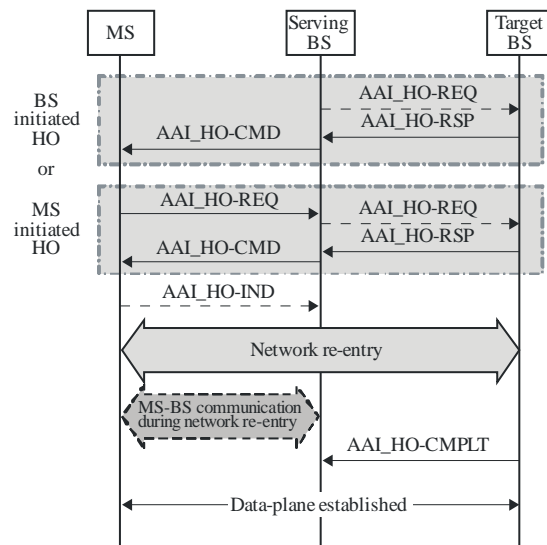 MS
Serving
BS
Target
BS
BS
initiated
HO
AAI_HO-REQ
AAI_HO-RSP
AAI_HO-CMD
or
MS
initiated
HO
AAI_HO-REQ
AAI_HO-REQ
AAI_HO-RSP
AAI_HO-CMD
AAI_HO-IND
Network re-entry
MS-BS communication
during network re-entry
AAI_HO-CMPLT
Data-plane established